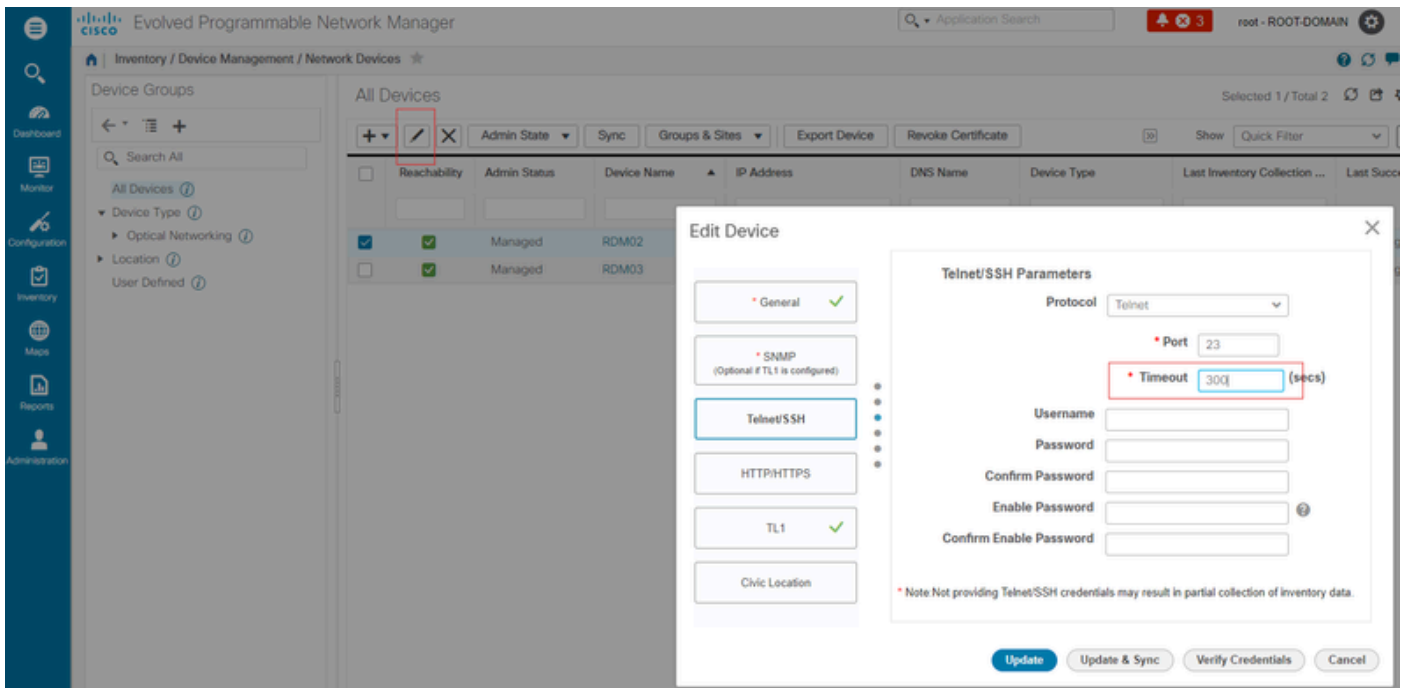 cisco Evolved Programmable Network Manager
Application Search
3
root - ROOT-DOMAIN
Inventory / Device Management / Network Devices
Dashboard
Monitor
Configuration
Inventory
Maps
Reports
Administration
Device Groups
Search All
All Devices
Device Type
Optical Networking
Location
User Defined
All Devices
Selected 1 / Total 2
Admin State Sync Groups & Sites Export Device Revoke Certificate Show Quick Filter
Reachability Admin Status Device Name IP Address DNS Name Device Type Last Inventory Collection ... Last Succ
Managed RDM02
Managed RDM03
Edit Device
* General
* SNMP
(Optional if TL1 is configured)
Telnet/SSH
HTTP/HTTPS
TL1
Civic Location
Telnet/SSH Parameters
Protocol Telnet
* Port 23
* Timeout 300 (secs)
Username
Password
Confirm Password
Enable Password
Confirm Enable Password
* Note:Not providing Telnet/SSH credentials may result in partial collection of inventory data.
Update Update & Sync Verify Credentials Cancel